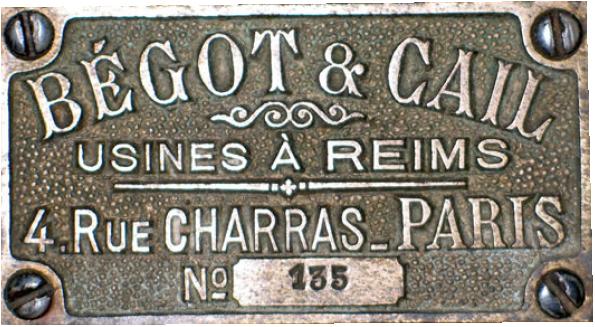 BÉGOT & CAIL
USINES À REIMS
4. RUE CHARRAS_PARIS
Nº 135